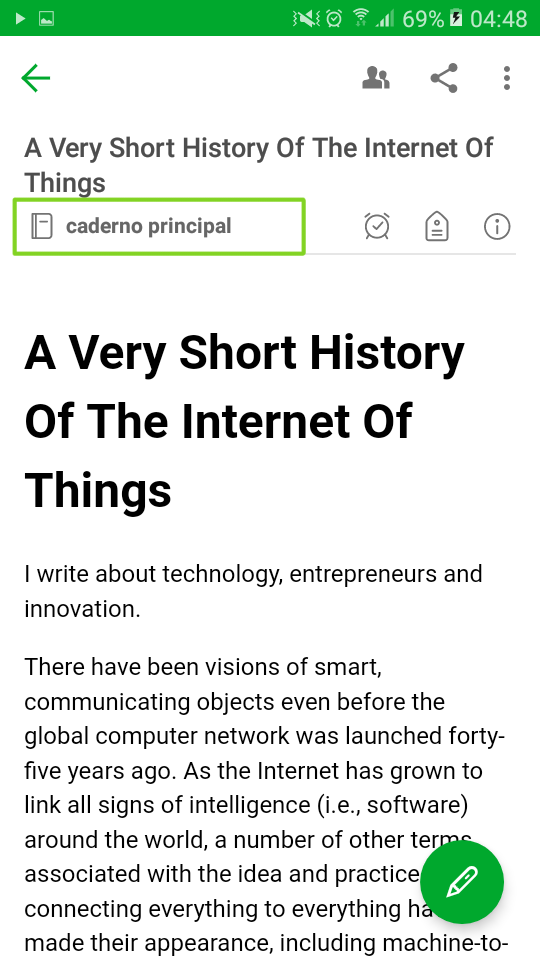 69% 04:48
A Very Short History Of The Internet Of
Things
caderno principal
A Very Short History
Of The Internet Of
Things
I write about technology, entrepreneurs and
innovation.
There have been visions of smart,
communicating objects even before the
global computer network was launched forty-
five years ago. As the Internet has grown to
link all signs of intelligence (i.e., software)
around the world, a number of other terms
associated with the idea and practice
connecting everything to everything
made their appearance, including machine-to-